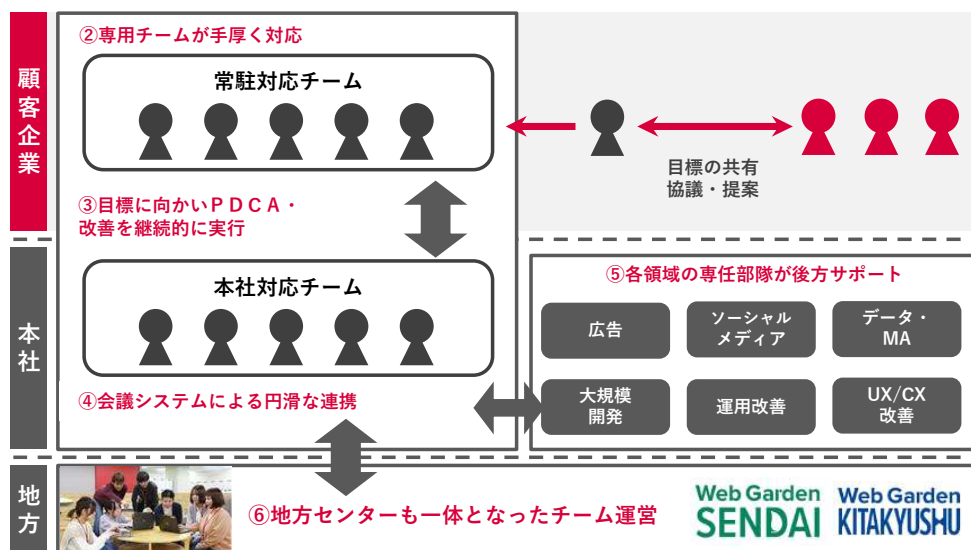 顧客企業
②専用チームが手厚く対応
常駐対応チーム
目標の共有
協議・提案
③目標に向かいＰＤＣＡ・
改善を継続的に実行
本社
本社対応チーム
④会議システムによる円滑な連携
⑤各領域の専任部隊が後方サポート
広告
ソーシャル
メディア
データ・
MA
大規模
開発
運用改善
UX/CX
改善
地方
⑥地方センターも一体となったチーム運営
Web Garden
SENDAI
Web Garden
KITAKYUSHU